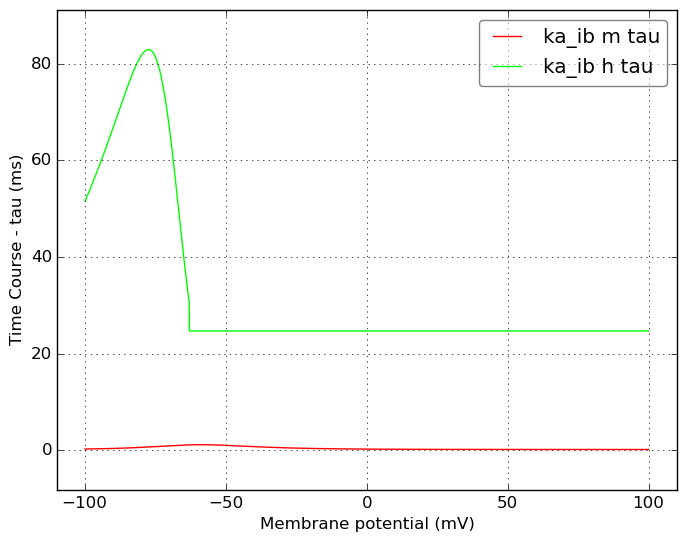 ka_ib m tau
ka_ib h tau
80
60
40
20
0
Time Course - tau (ms)
−100
−50
0
50
100
Membrane potential (mV)